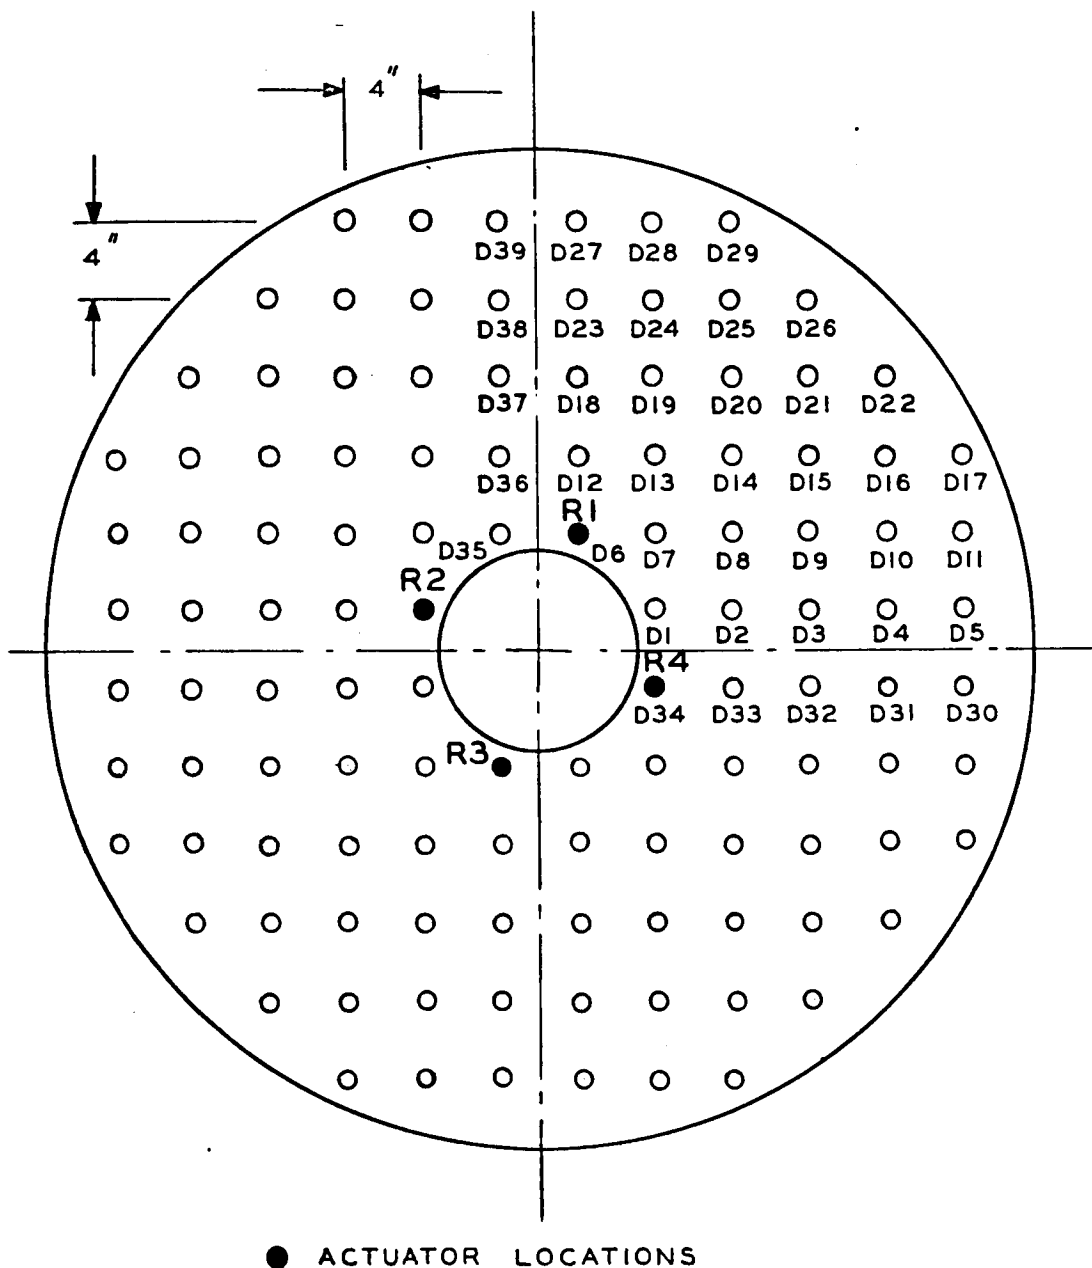 4"
4"
D39 D27 D28 D29
D38 D23 D24 D25 D26
D37 D18 D19 D20 D21 D22
D36 D12 D13 D14 D15 D16 D17
R1
D35 D6 D7 D8 D9 D10 D11
R2
D1 D2 D3 D4 D5
R4
D34 D33 D32 D31 D30
R3
ACTUATOR LOCATIONS